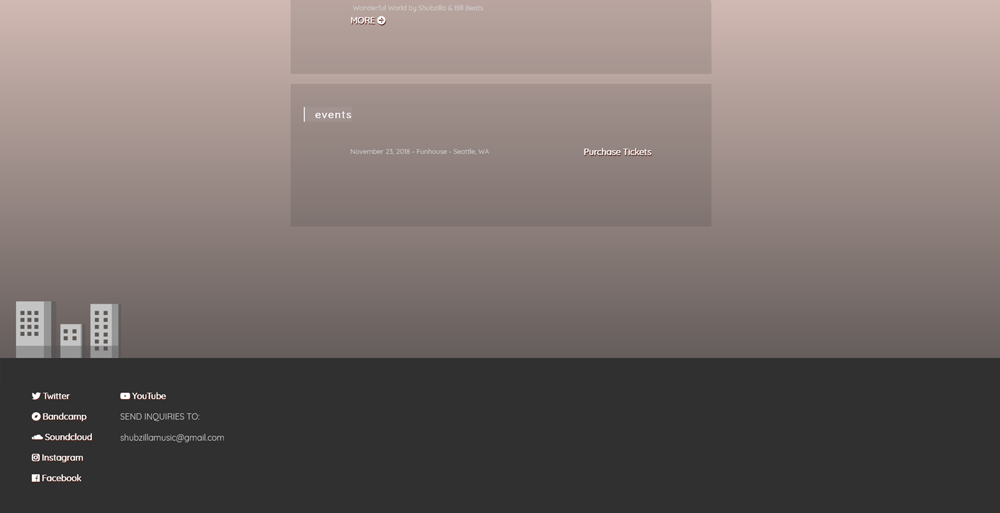 Wonderful World by Shubzilla & Bill Beats
MORE
events
November 23, 2018 - Funhouse - Seattle, WA
Purchase Tickets
Twitter
Bandcamp
Soundcloud
Instagram
Facebook
YouTube
SEND INQUIRIES TO:
shubzillamusic@gmail.com